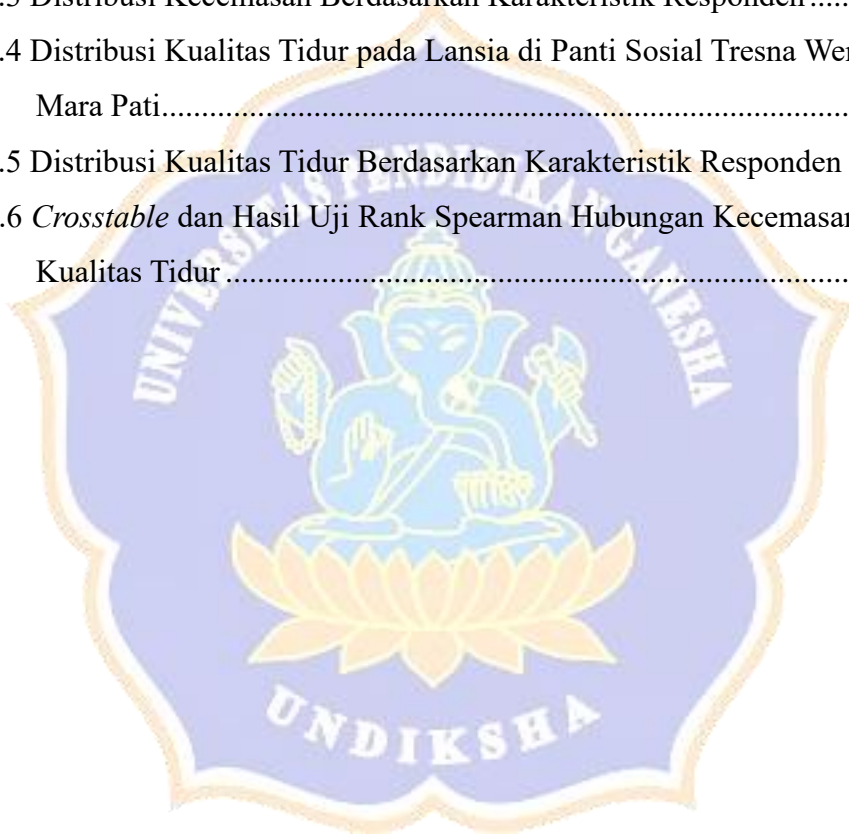 .3 Distribusi Kecemasan Berdasarkan Karakteristik Responden.....
.4 Distribusi Kualitas Tidur pada Lansia di Panti Sosial Tresna Wer
Mara Pati.....................................................................................
.5 Distribusi Kualitas Tidur Berdasarkan Karakteristik Responden
.6 Crosstable dan Hasil Uji Rank Spearman Hubungan Kecemasan
Kualitas Tidur..............................................................................
UNIVERSITAS PENDIDIKAN GANESHA
UNDIKSHA